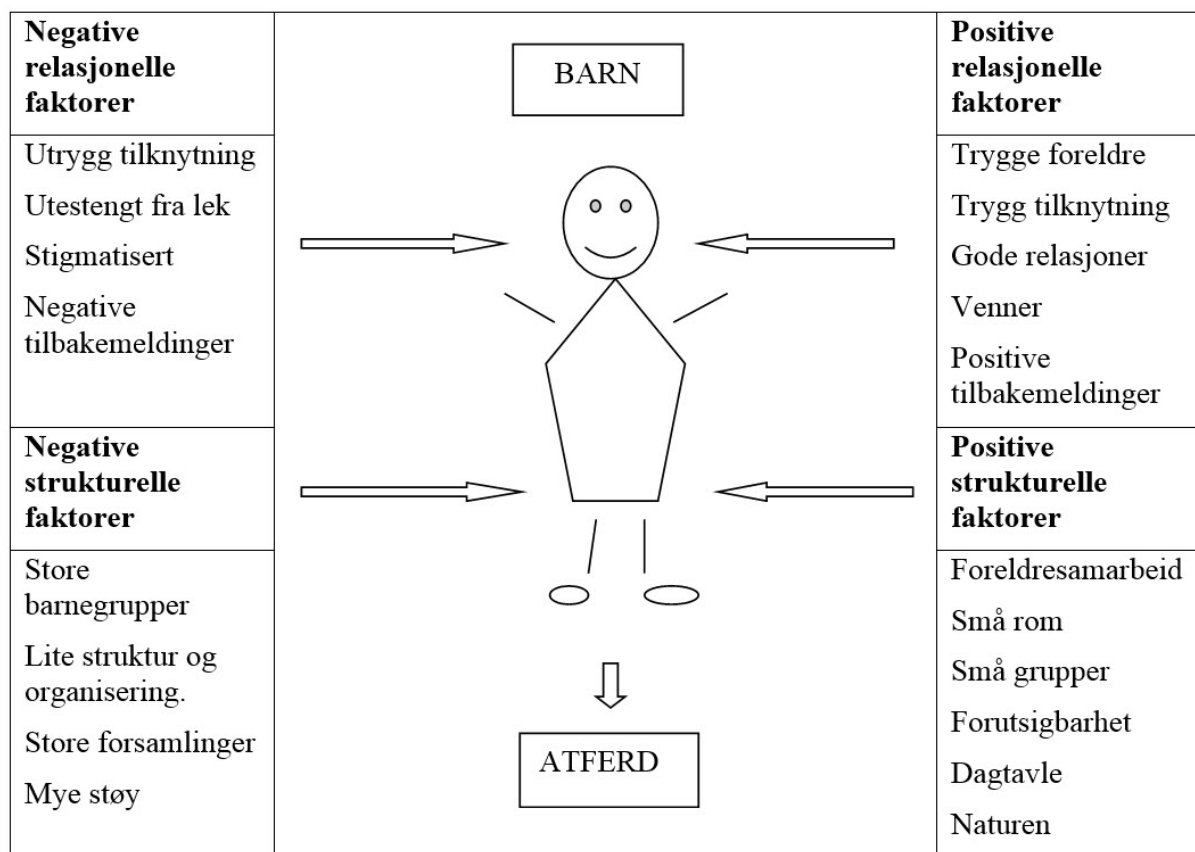 Negative
relasjonelle
faktorer
Utrygg tilknytning
Utestengt fra lek
Stigmatisert
Negative
tilbakemeldinger
Negative
strukturelle
faktorer
Store
barnegrupper
Lite struktur og
organisering.
Store forsamlinger
Mye støy
BARN
ATFERD
Positive
relasjonelle
faktorer
Trygge foreldre
Trygg tilknytning
Gode relasjoner
Venner
Positive
tilbakemeldinger
Positive
strukturelle
faktorer
Foreldresamarbeid
Små rom
Små grupper
Forutsigbarhet
Dagtavle
Naturen